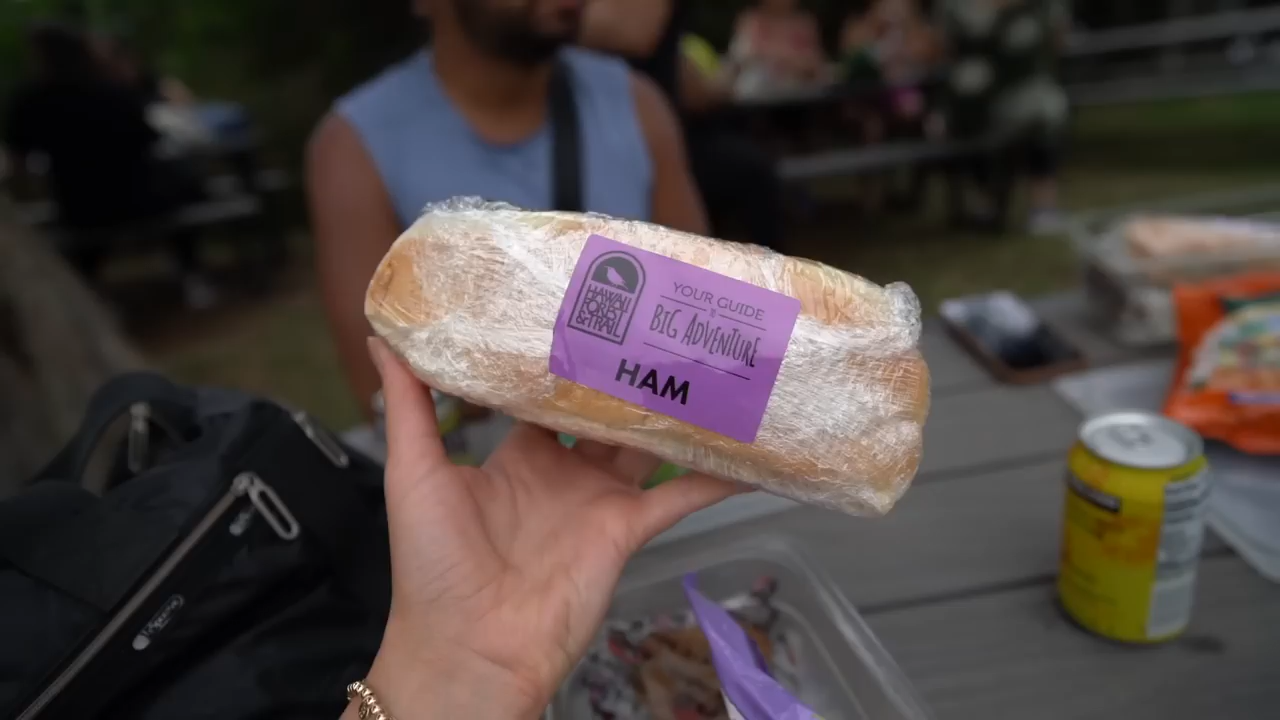 HAWAII
FOREST
& TRAIL
YOUR GUIDE
TO
BIG ADVENTURE
HAM